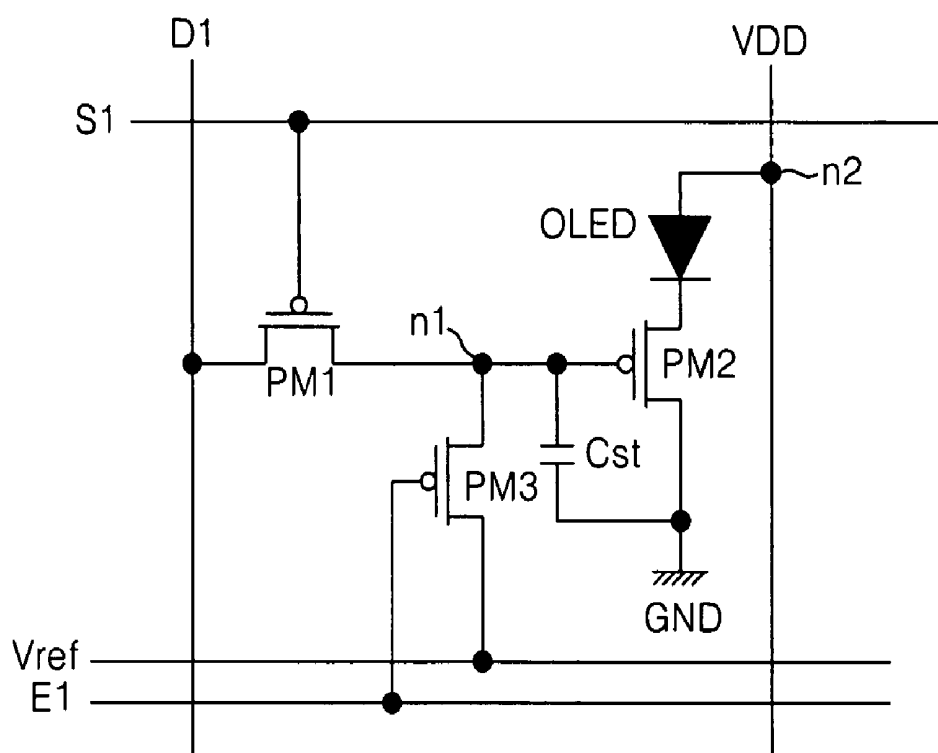 D1
VDD
S1
n2
OLED
n1
PM1
PM2
Cst
PM3
GND
Vref
E1